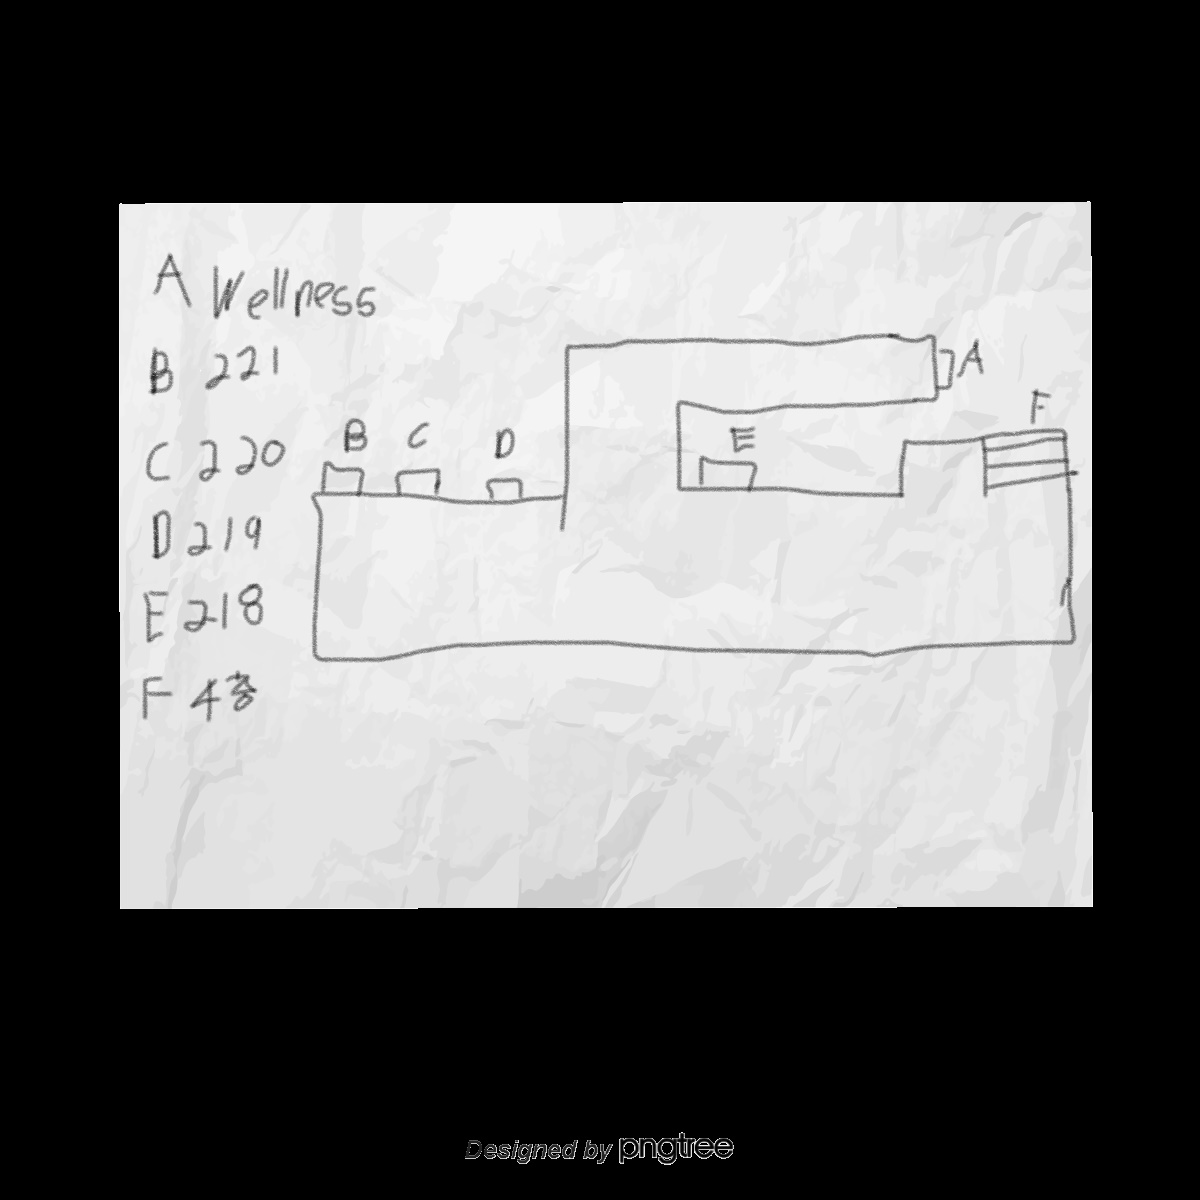 A Wellness
B 221
C 220
D 219
E 218
F 4층
A
F
B C D E
Designed by pngtree